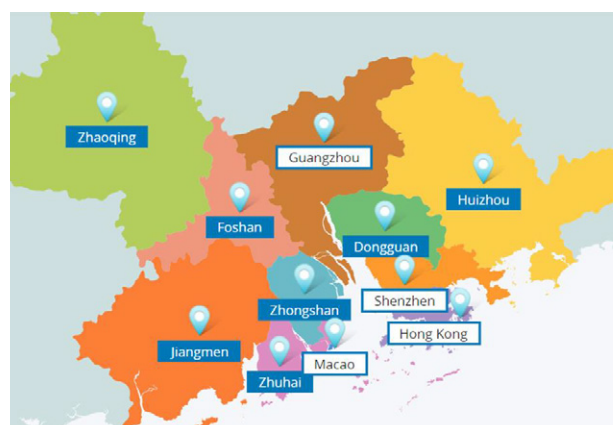 Zhaoqing
Guangzhou
Huizhou
Foshan
Dongguan
Shenzhen
Zhongshan
Hong Kong
Jiangmen
Macao
Zhuhai